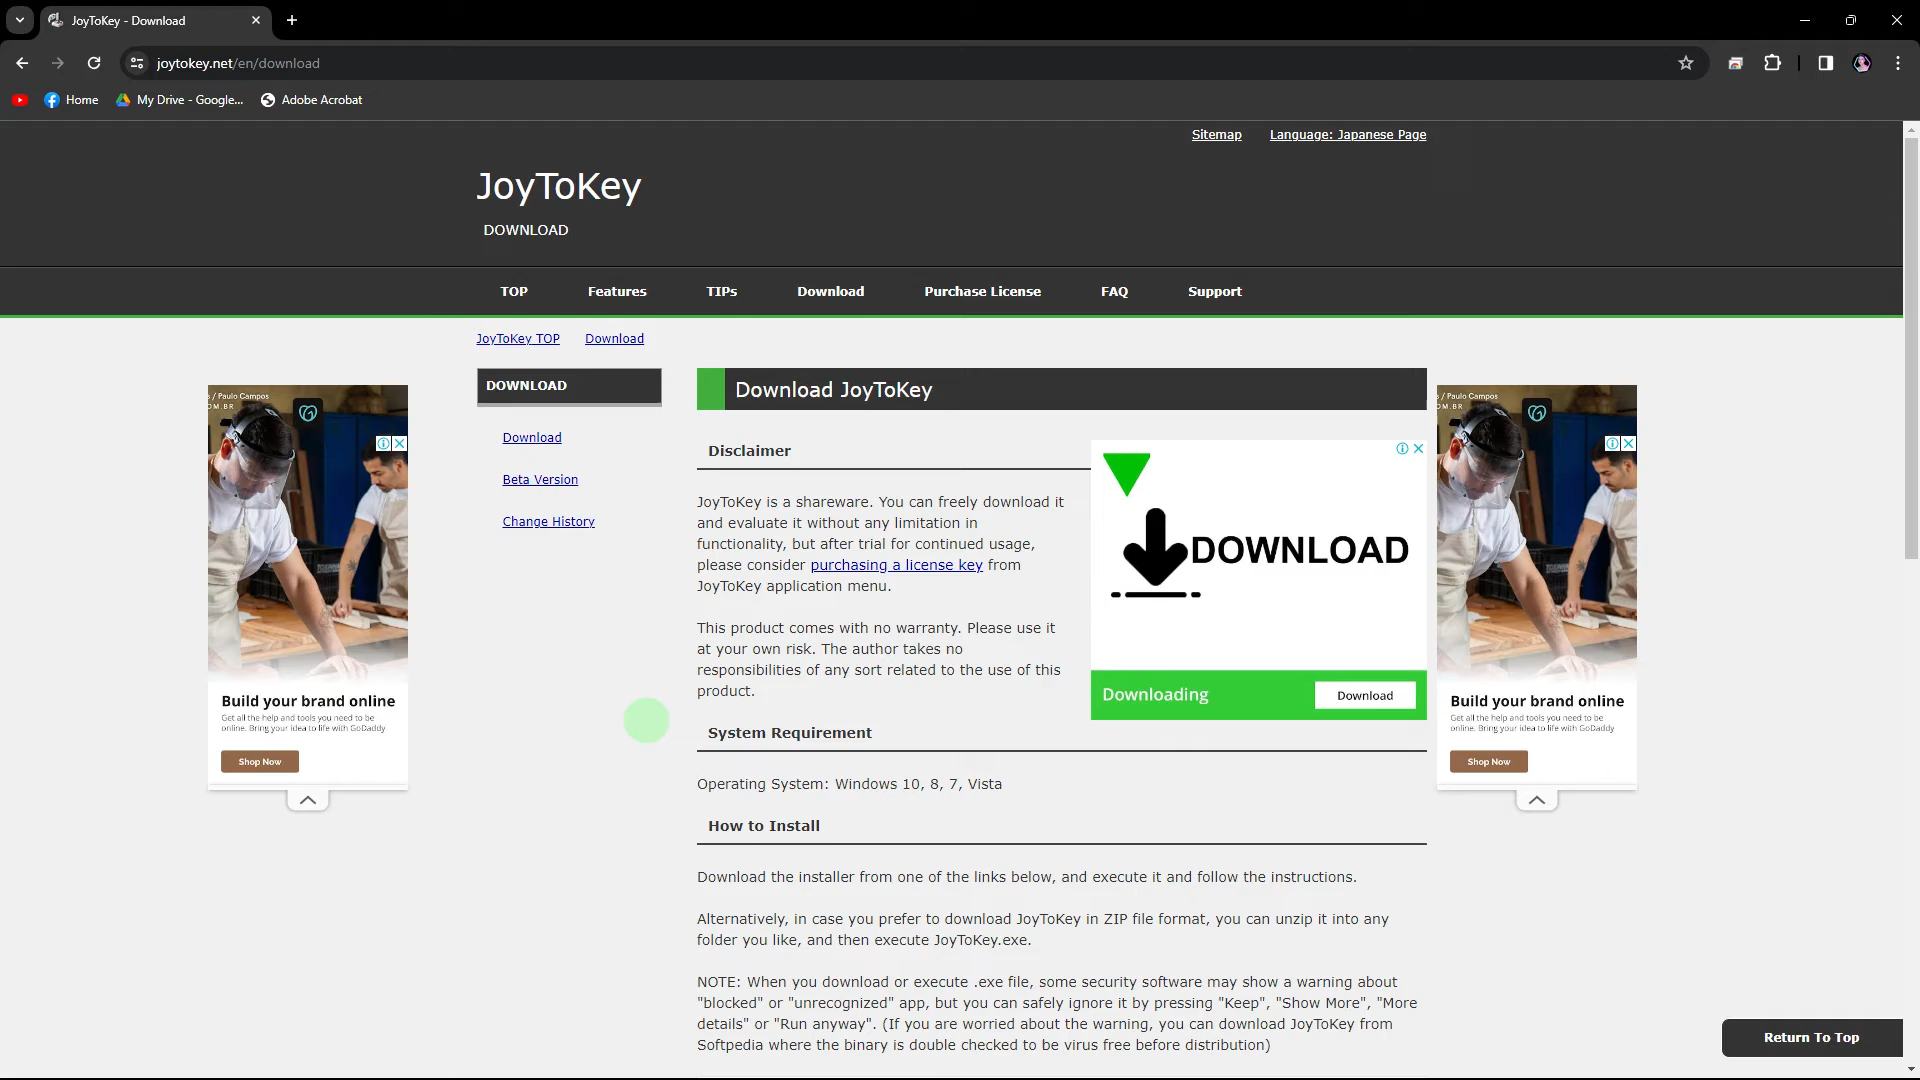 JoyToKey - Download
joytokey.net/en/download
Home
My Drive - Google...
Adobe Acrobat
Sitemap
Language: Japanese Page
JoyToKey
DOWNLOAD
TOP
Features
TIPs
Download
Purchase License
FAQ
Support
JoyToKey TOP
Download
DOWNLOAD
Download
Beta Version
Change History
Download JoyToKey
Disclaimer
JoyToKey is a shareware. You can freely download it
and evaluate it without any limitation in
functionality, but after trial for continued usage,
please consider purchasing a license key from
JoyToKey application menu.
This product comes with no warranty. Please use it
at your own risk. The author takes no
responsibilities of any sort related to the use of this
product.
DOWNLOAD
Downloading
Download
System Requirement
Operating System: Windows 10, 8, 7, Vista
How to Install
Download the installer from one of the links below, and execute it and follow the instructions.
Alternatively, in case you prefer to download JoyToKey in ZIP file format, you can unzip it into any
folder you like, and then execute JoyToKey.exe.
NOTE: When you download or execute .exe file, some security software may show a warning about
"blocked" or "unrecognized" app, but you can safely ignore it by pressing "Keep", "Show More", "More
details" or "Run anyway". (If you are worried about the warning, you can download JoyToKey from
Softpedia where the binary is double checked to be virus free before distribution)
s / Paulo Campos
OM.BR
Build your brand online
Get all the help and tools you need to be
online. Bring your idea to life with GoDaddy
Shop Now
s / Paulo Campos
OM.BR
Build your brand online
Get all the help and tools you need to be
online. Bring your idea to life with GoDaddy
Shop Now
Return To Top